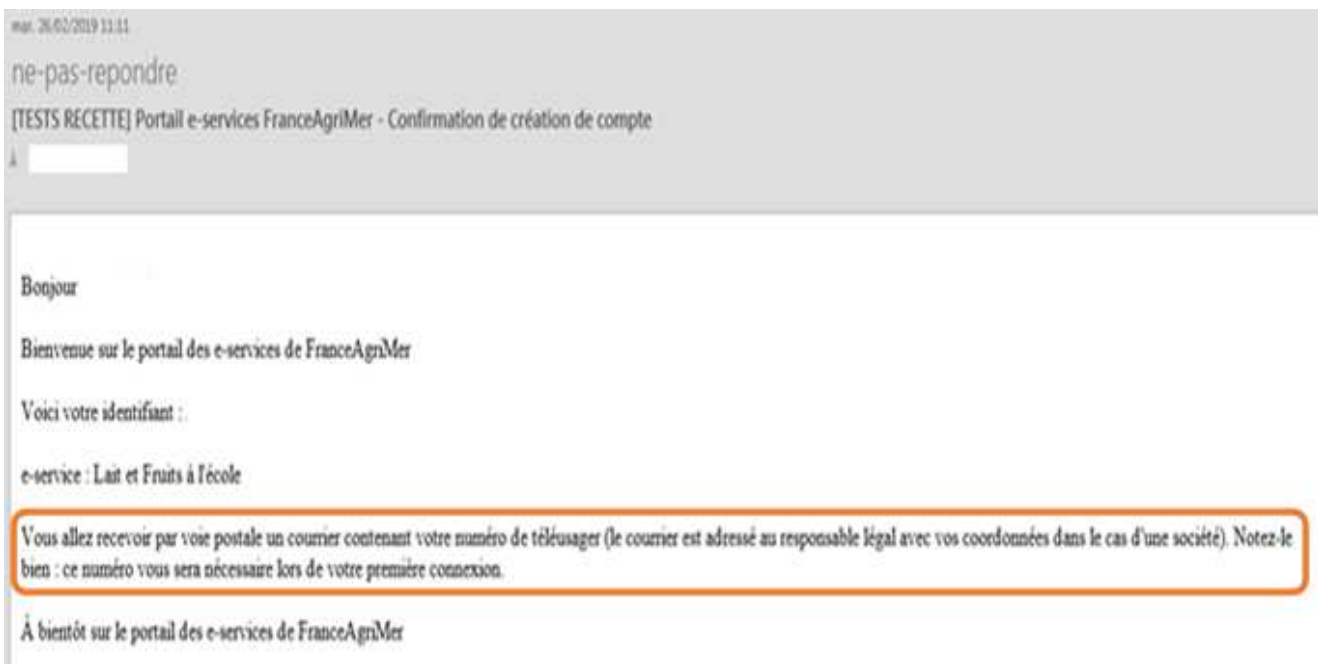 mar. 26/02/2019 11:11
ne-pas-repondre
[TESTS RECETTE] Portail e-services FranceAgriMer - Confirmation de création de compte
À
Bonjour
Bienvenue sur le portail des e-services de FranceAgriMer
Voici votre identifiant :
e-service : Lait et Fruits à l'école
Vous allez recevoir par voie postale un courrier contenant votre numéro de téléusager (le courrier est adressé au responsable légal avec vos coordonnées dans le cas d'une société). Notez-le
bien : ce numéro vous sera nécessaire lors de votre première connexion.
À bientôt sur le portail des e-services de FranceAgriMer